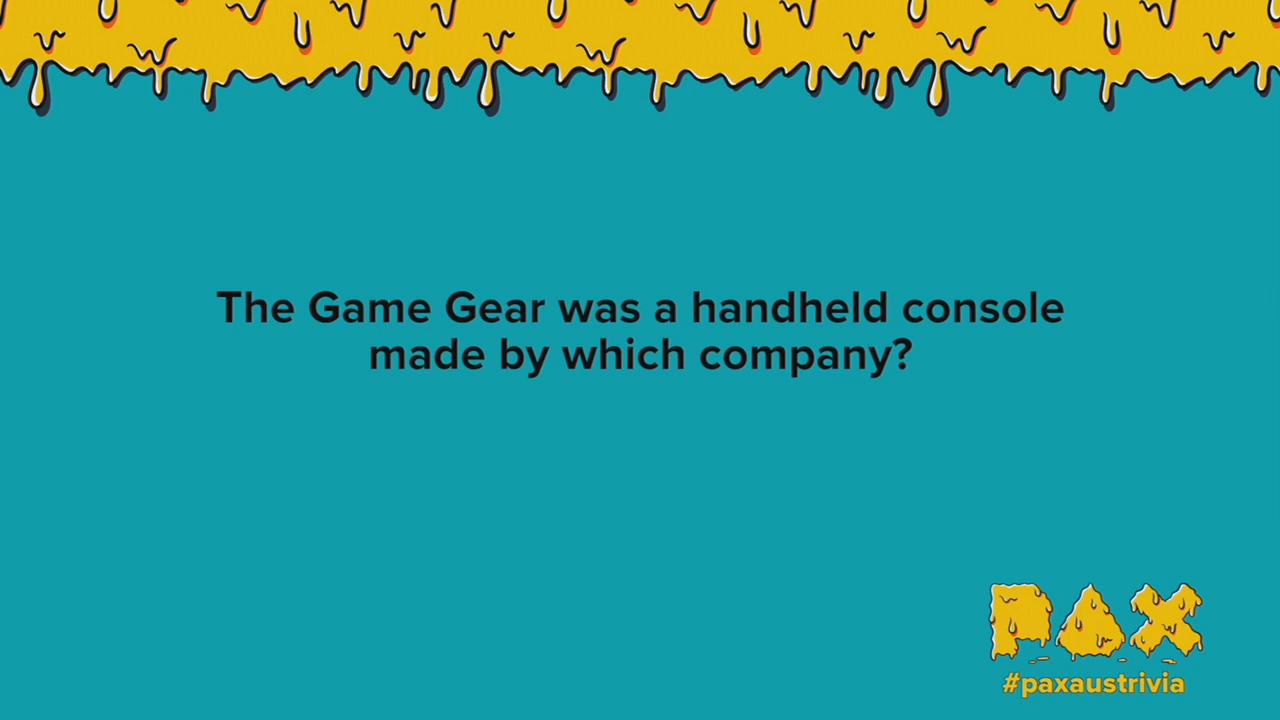 The Game Gear was a handheld console
made by which company?
PAX
#paxaustrivia